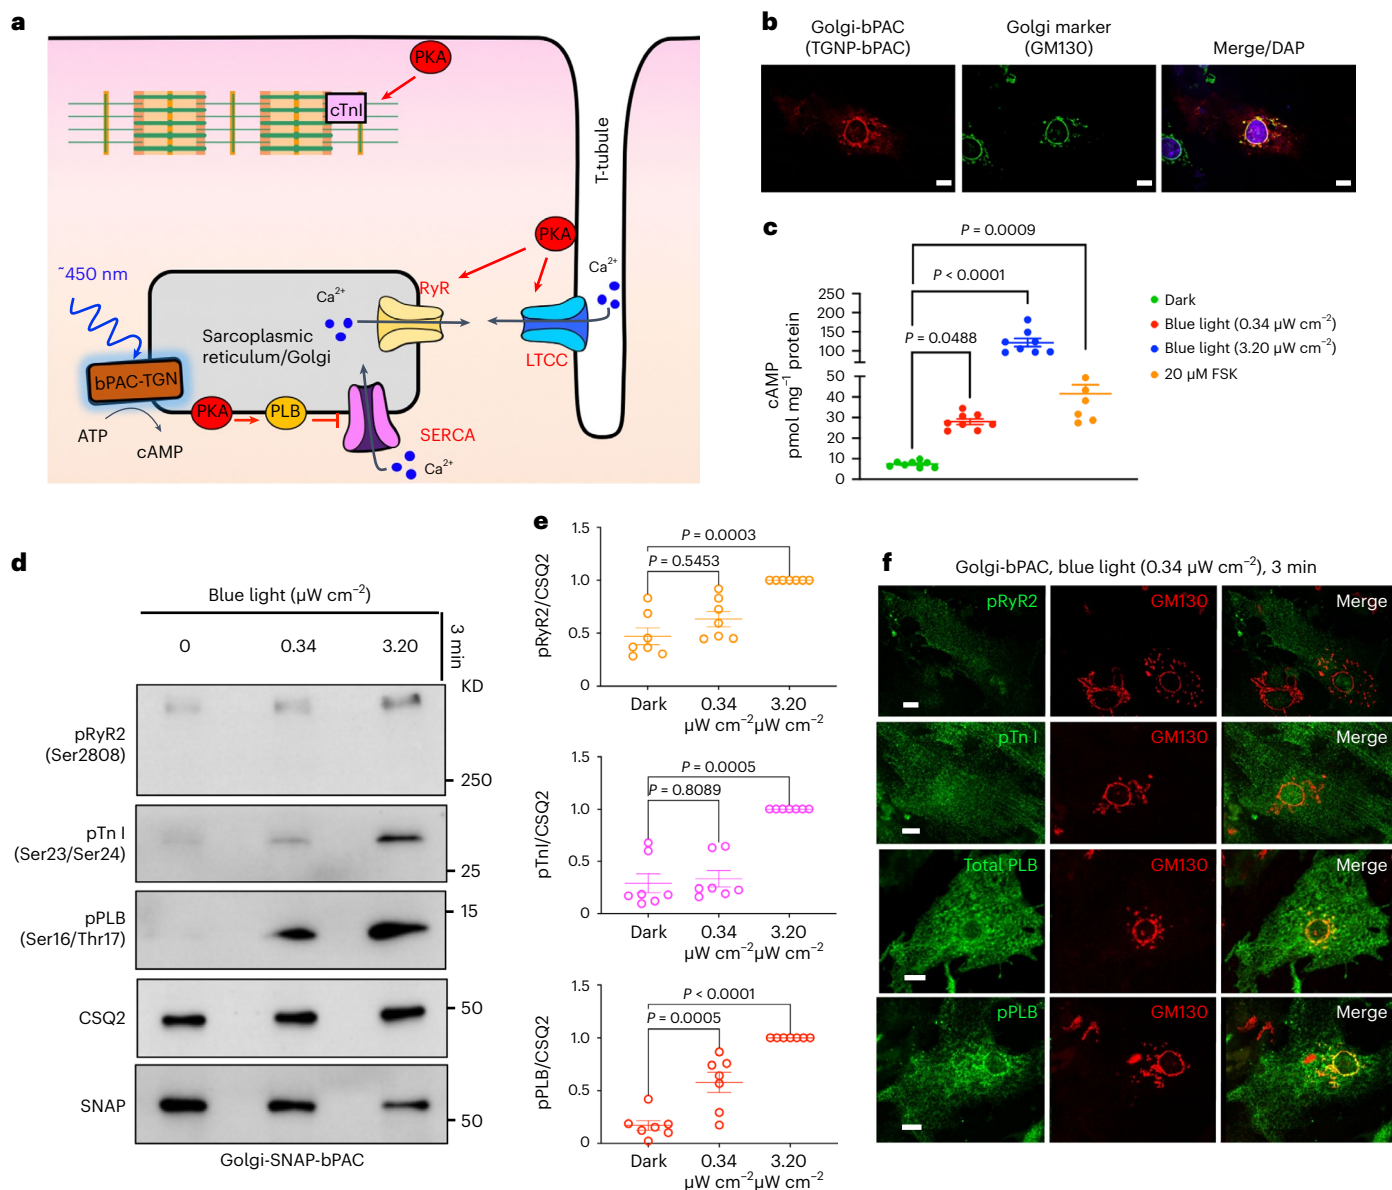 a
PKA
cTnI
T-tubule
PKA
Ca2+
~450 nm
RyR
Ca2+
Sarcoplasmic
reticulum/Golgi
LTCC
bPAC-TGN
PKA
PLB
ATP
cAMP
SERCA
Ca2+
b
Golgi-bPAC
(TGNP-bPAC)
Golgi marker
(GM130)
Merge/DAP
c
P = 0.0009
P < 0.0001
P = 0.0488
cAMP
pmol mg−1 protein
250
200
150
100
50
40
30
20
10
0
Dark
Blue light (0.34 µW cm−2)
Blue light (3.20 µW cm−2)
20 µM FSK
d
Blue light (µW cm−2)
0 0.34 3.20
3 min
KD
pRyR2
(Ser2808)
250
pTn I
(Ser23/Ser24)
25
pPLB
(Ser16/Thr17)
15
CSQ2
50
SNAP
50
Golgi-SNAP-bPAC
e
pRyR2/CSQ2
1.5
1.0
0.5
0
P = 0.0003
P = 0.5453
Dark 0.34 3.20
µW cm−2 µW cm−2
pTnI/CSQ2
1.5
1.0
0.5
0
P = 0.0005
P = 0.8089
Dark 0.34 3.20
µW cm−2 µW cm−2
pPLB/CSQ2
1.5
1.0
0.5
0
P < 0.0001
P = 0.0005
Dark 0.34 3.20
µW cm−2 µW cm−2
f
Golgi-bPAC, blue light (0.34 µW cm−2), 3 min
pRyR2 GM130 Merge
pTn I GM130 Merge
Total PLB GM130 Merge
pPLB GM130 Merge